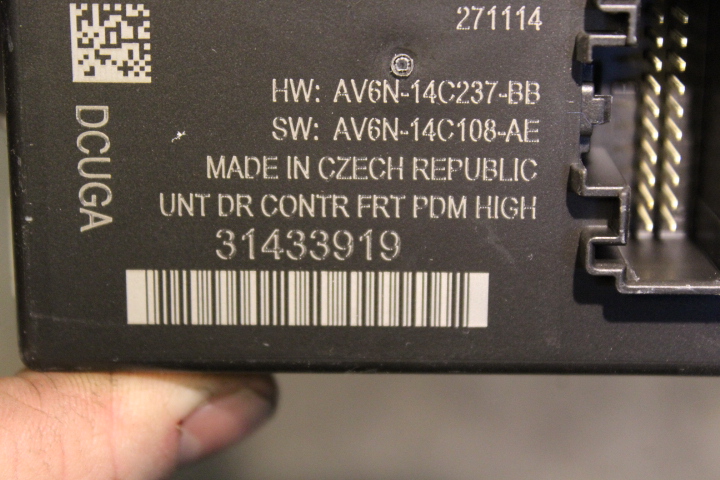 271114
HW: AV6N-14C237-BB
SW: AV6N-14C108-AE
MADE IN CZECH REPUBLIC
UNT DR CONTR FRT PDM HIGH
31433919
DCUGA